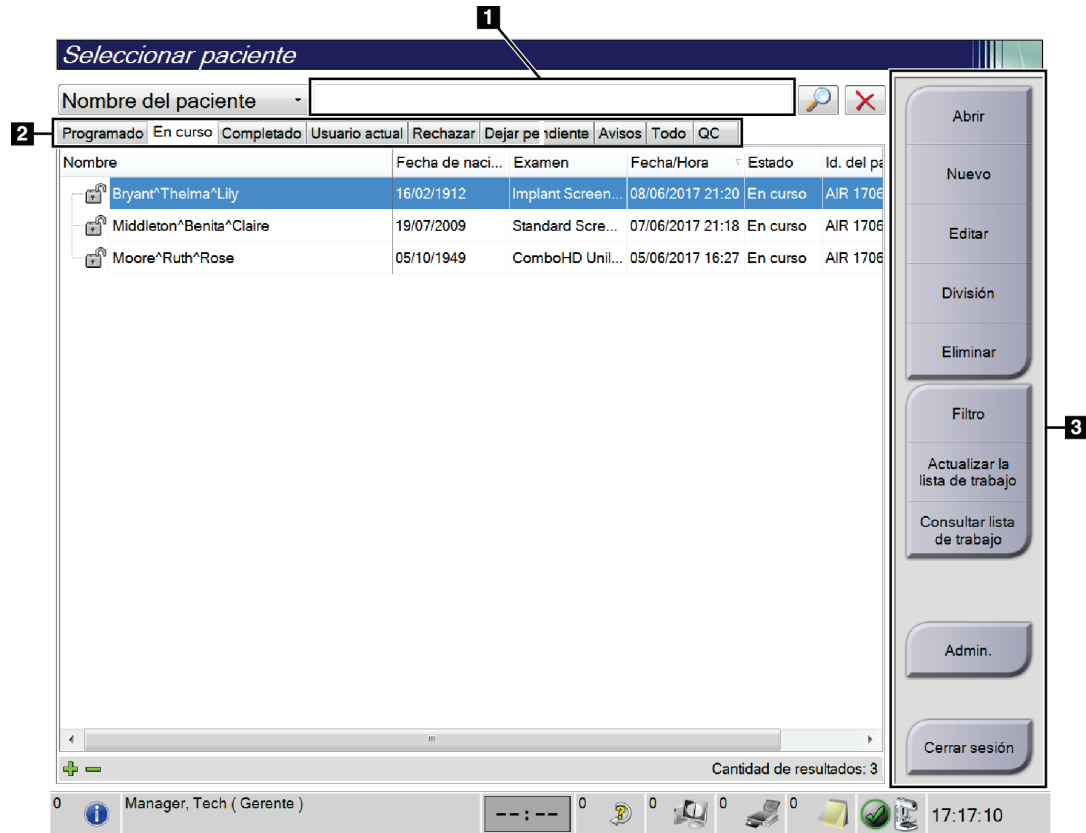 1
Seleccionar paciente
Nombre del paciente
2
Programado En curso Completado Usuario actual Rechazar Dejar pendiente Avisos Todo QC
Nombre Fecha de naci... Examen Fecha/Hora Estado Id. del pa
Bryant^Thelma^Lily 16/02/1912 Implant Screen... 08/06/2017 21:20 En curso AIR 1706
Middleton^Benita^Claire 19/07/2009 Standard Scre... 07/06/2017 21:18 En curso AIR 1706
Moore^Ruth^Rose 05/10/1949 ComboHD Unil... 05/06/2017 16:27 En curso AIR 1706
Abrir
Nuevo
Editar
División
Eliminar
Filtro
3
Actualizar la
lista de trabajo
Consultar lista
de trabajo
Admin.
Cerrar sesión
Cantidad de resultados: 3
0 Manager, Tech ( Gerente ) --:-- 0 0 0 0 17:17:10